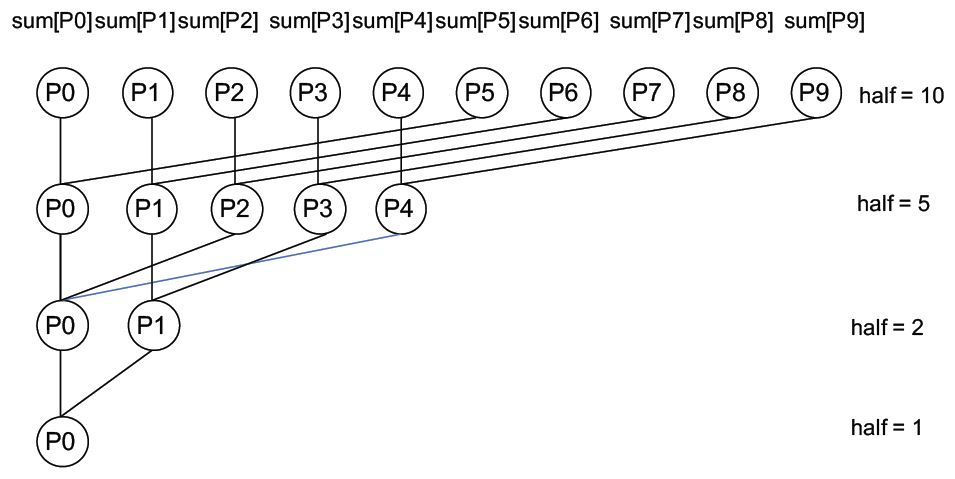 sum[P0] sum[P1] sum[P2] sum[P3] sum[P4] sum[P5] sum[P6] sum[P7] sum[P8] sum[P9]
P0 P1 P2 P3 P4 P5 P6 P7 P8 P9 half = 10
P0 P1 P2 P3 P4 half = 5
P0 P1 half = 2
P0 half = 1